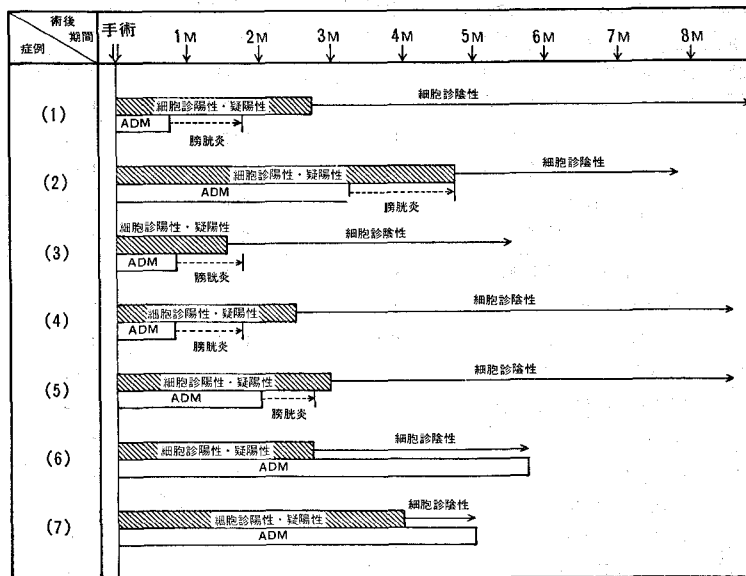 術後
期間
症例
手術
1M 2M 3M 4M 5M 6M 7M 8M
(1)
細胞診陽性・疑陽性
細胞診陰性
ADM
膀胱炎
(2)
細胞診陽性・疑陽性
細胞診陰性
ADM
膀胱炎
(3)
細胞診陽性・疑陽性
細胞診陰性
ADM
膀胱炎
(4)
細胞診陽性・疑陽性
細胞診陰性
ADM
膀胱炎
(5)
細胞診陽性・疑陽性
細胞診陰性
ADM
膀胱炎
(6)
細胞診陽性・疑陽性
細胞診陰性
ADM
(7)
細胞診陽性・疑陽性
細胞診陰性
ADM